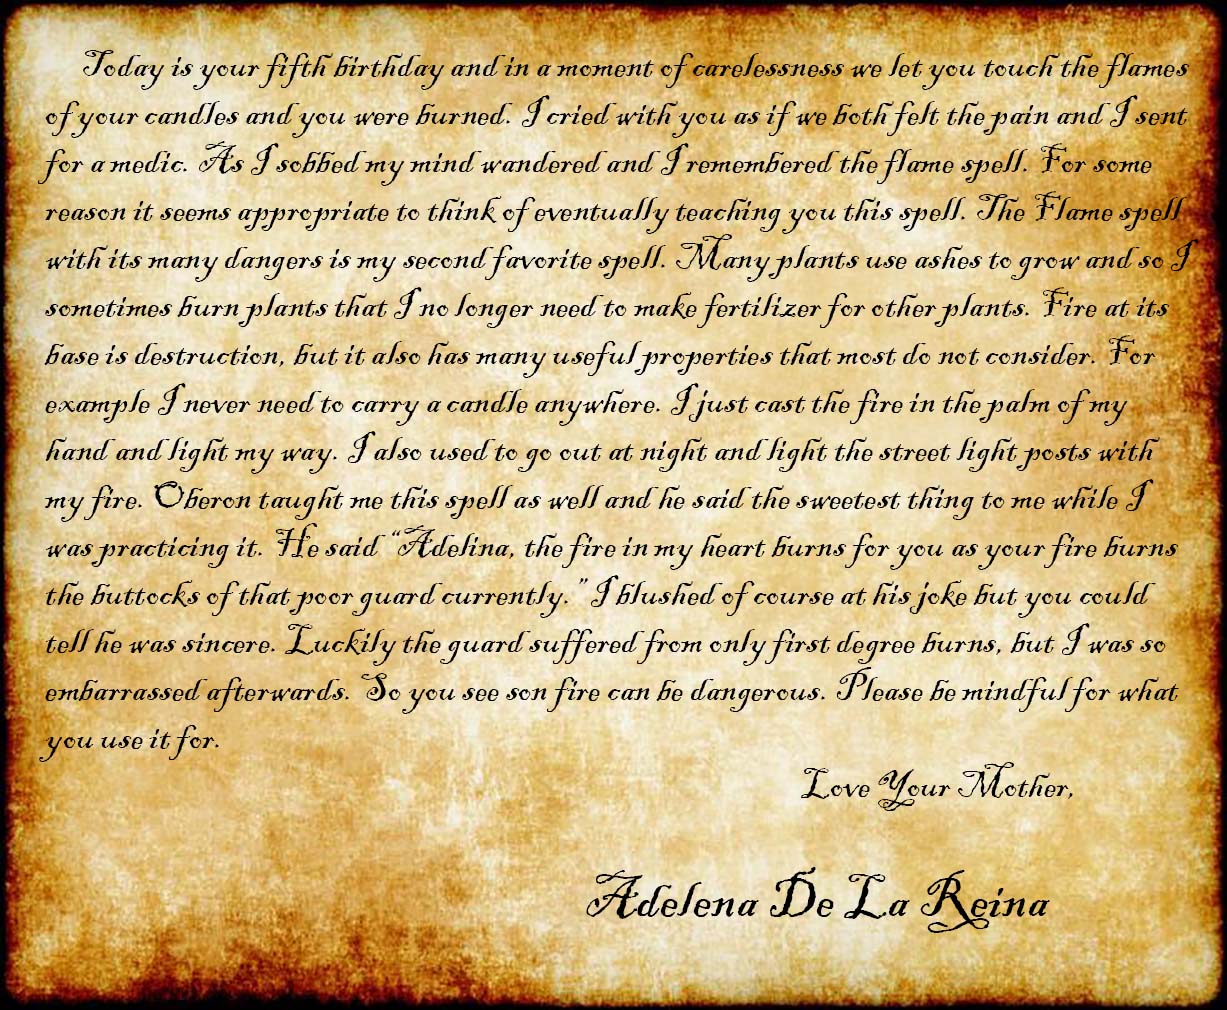 Today is your fifth birthday and in a moment of carelessness we let you touch the flames
of your candles and you were burned. I cried with you as if we both felt the pain and I sent
for a medic. As I sobbed my mind wandered and I remembered the flame spell. For some
reason it seems appropriate to think of eventually teaching you this spell. The Flame spell
with its many dangers is my second favorite spell. Many plants use ashes to grow and so I
sometimes burn plants that I no longer need to make fertilizer for other plants. Fire at its
base is destruction, but it also has many useful properties that most do not consider. For
example I never need to carry a candle anywhere. I just cast the fire in the palm of my
hand and light my way. I also used to go out at night and light the street light posts with
my fire. Oberon taught me this spell as well and he said the sweetest thing to me while I
was practicing it. He said “Adelina, the fire in my heart burns for you as your fire burns
the buttocks of that poor guard currently.” I blushed of course at his joke but you could
tell he was sincere. Luckily the guard suffered from only first degree burns, but I was so
embarrassed afterwards. So you see son fire can be dangerous. Please be mindful for what
you use it for.
Love Your Mother,
Adelena De La Reina